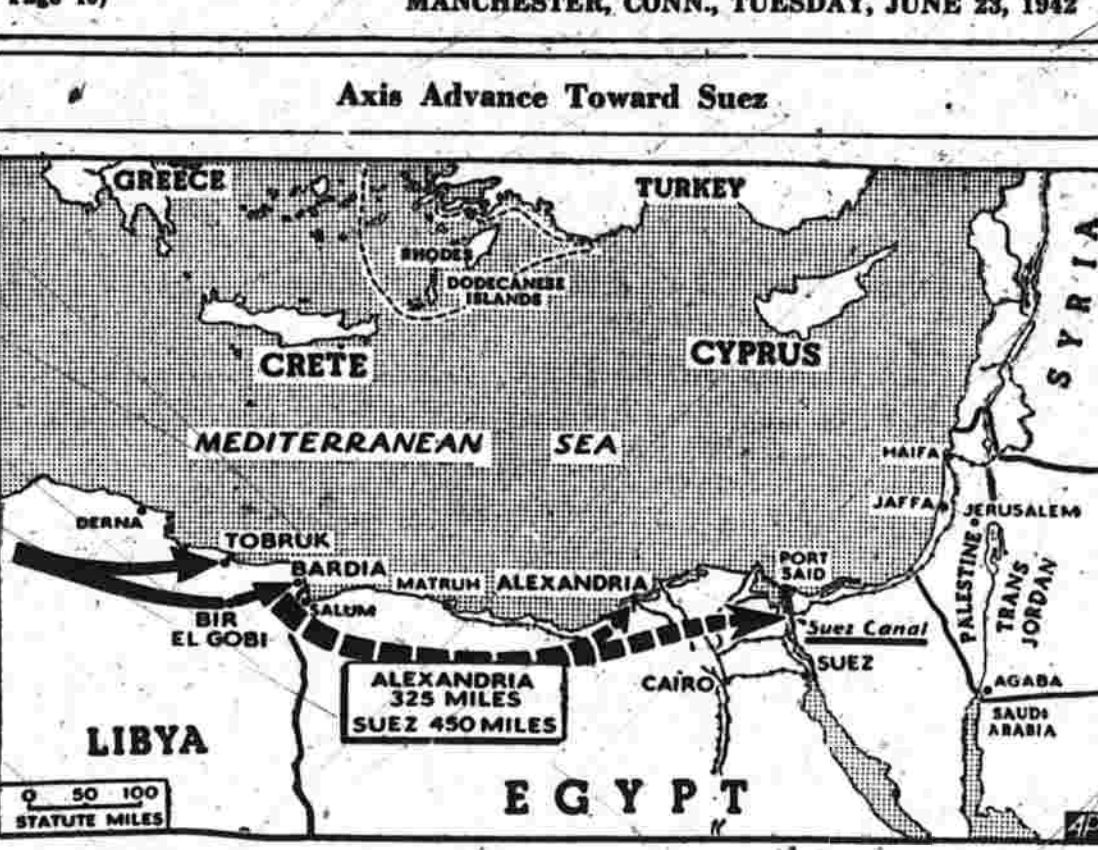 Page 10)
MANCHESTER, CONN., TUESDAY, JUNE 23, 1942
Axis Advance Toward Suez
GREECE
TURKEY
RHODES
DODECANESE
ISLANDS
CRETE
CYPRUS
SYRIA
MEDITERRANEAN SEA
HAIFA
JAFFA
JERUSALEM
DERNA
TOBRUK
BARDIA
MATRUH
ALEXANDRIA
PORT
SAID
BIR
EL GOBI
SALUM
Suez Canal
PALESTINE
TRANS
JORDAN
SUEZ
CAIRO
AGABA
SAUDI
ARABIA
ALEXANDRIA
325 MILES
SUEZ 450 MILES
LIBYA
EGYPT
0 50 100
STATUTE MILES
AP